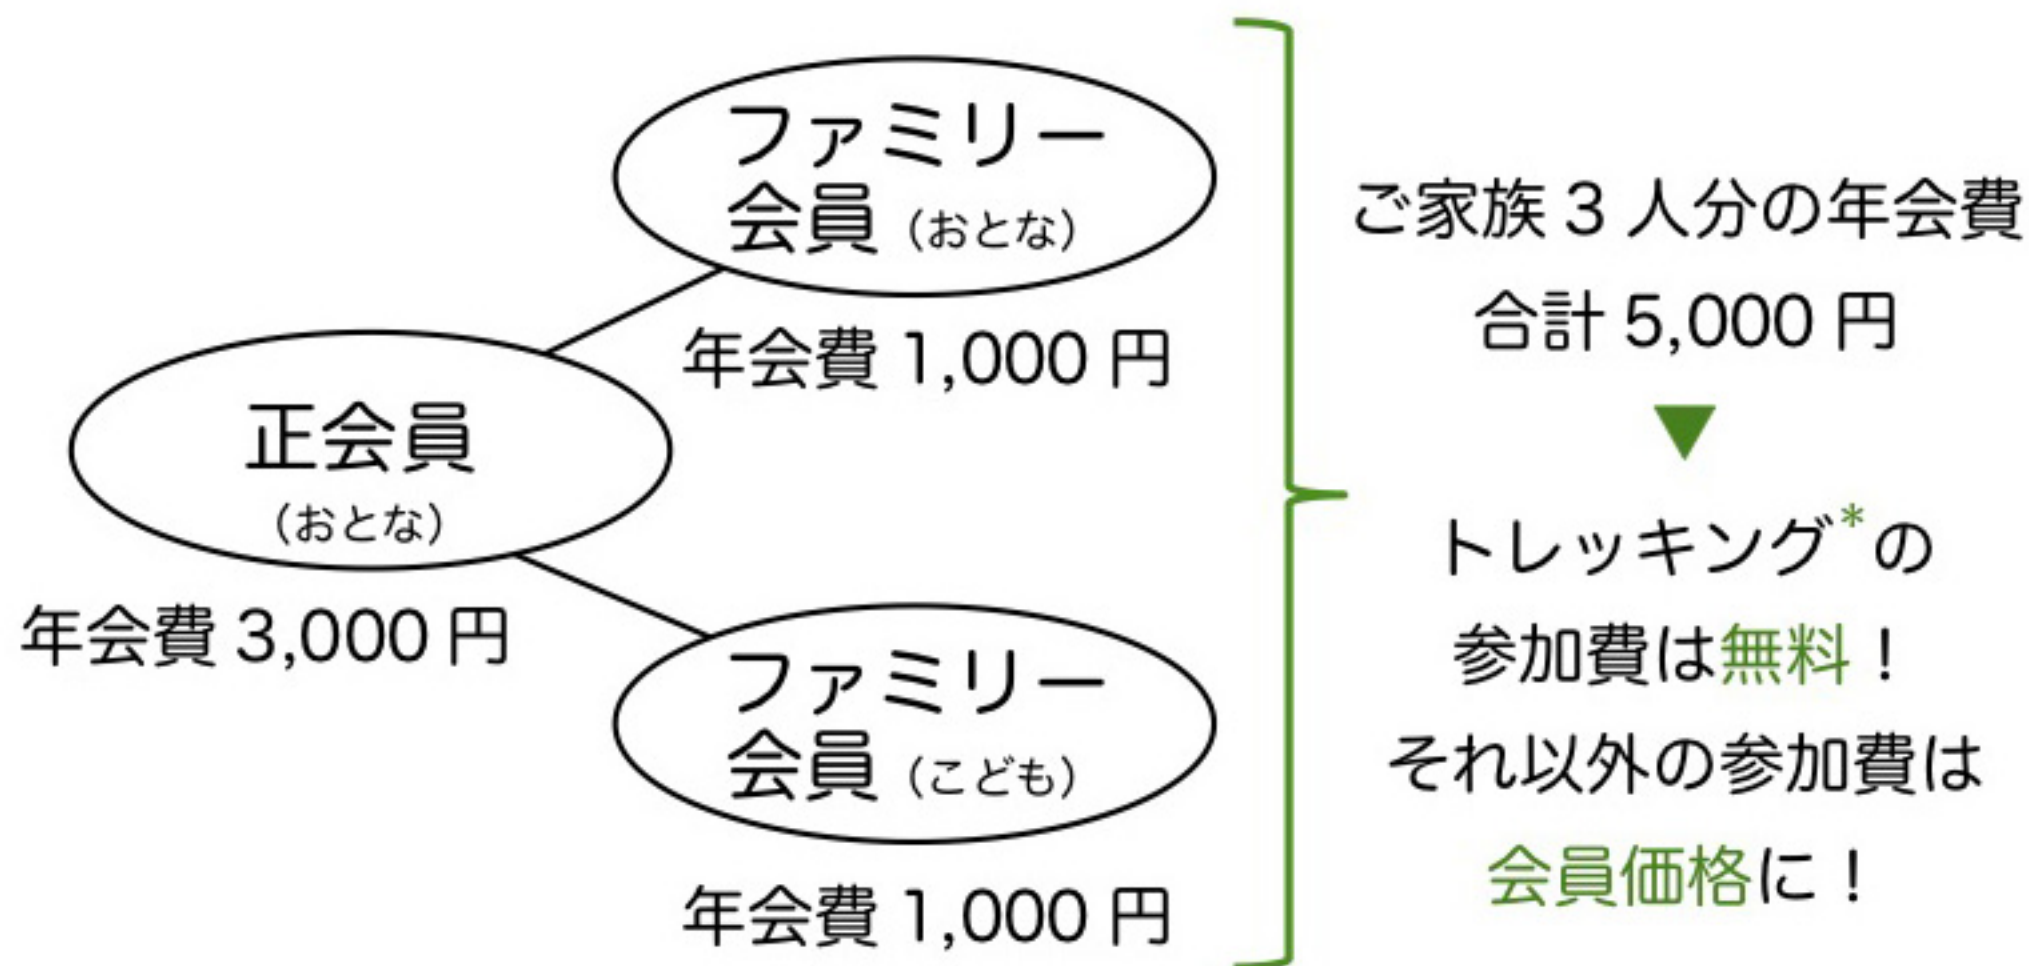 ファミリー
会員（おとな）
年会費 1,000 円
正会員
（おとな）
年会費 3,000 円
ファミリー
会員（こども）
年会費 1,000 円
ご家族 3 人分の年会費
合計 5,000 円
▼
トレッキング*の
参加費は無料！
それ以外の参加費は
会員価格に！